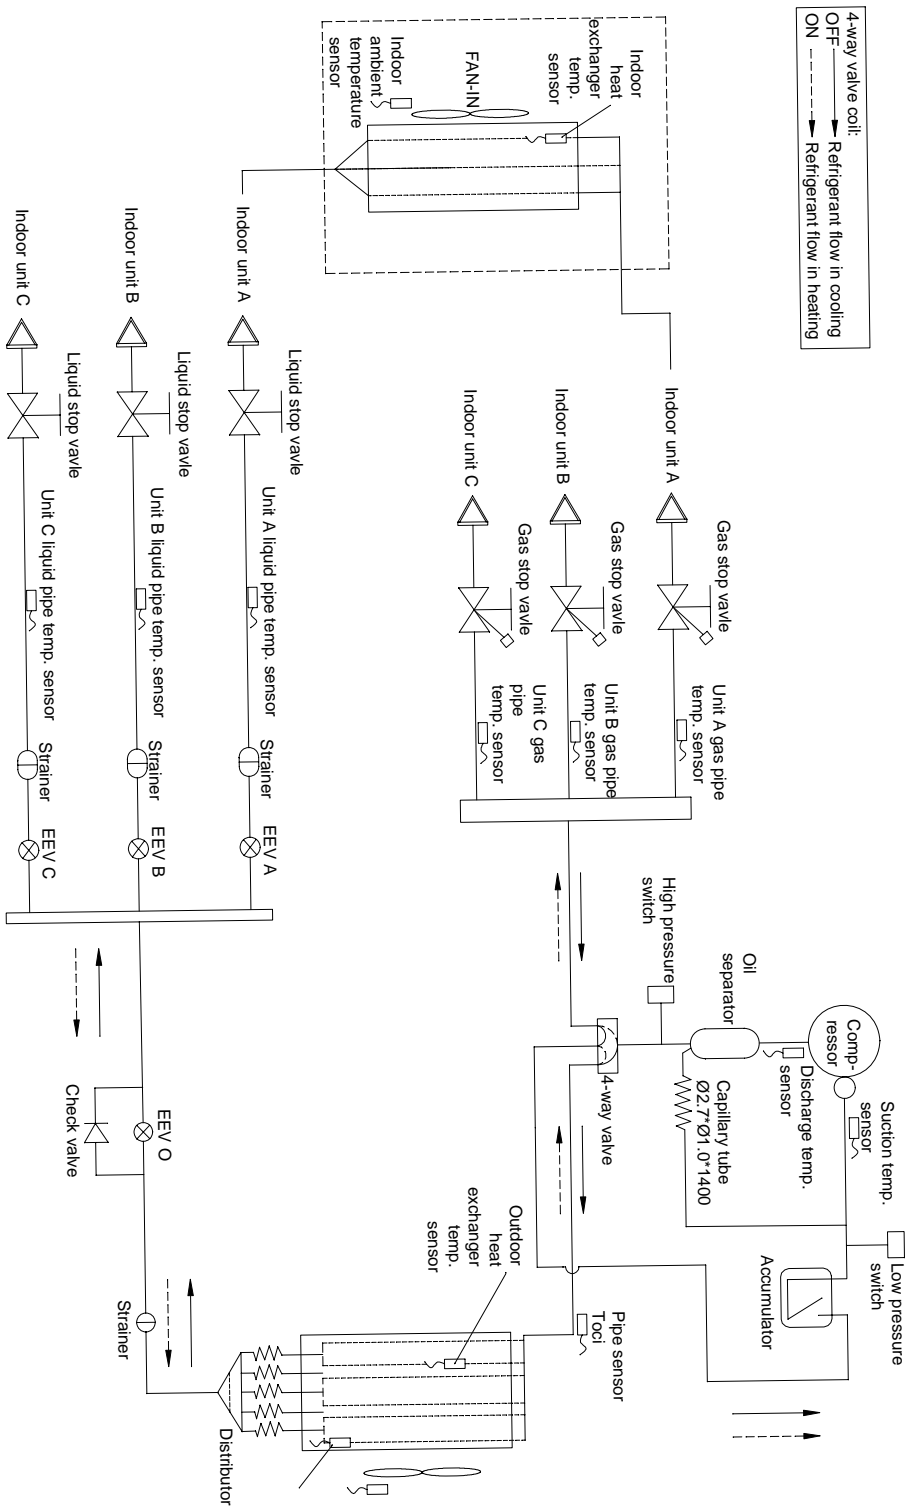 4-way valve coil:
OFF Refrigerant flow in cooling
ON Refrigerant flow in heating
Indoor
heat
exchanger
temp.
sensor
FAN-IN
Indoor
ambient
temperature
sensor
Indoor unit A
Gas stop vavle
Unit A gas pipe
temp. sensor
Indoor unit B
Gas stop vavle
Unit B gas pipe
temp. sensor
Indoor unit C
Gas stop vavle
Unit C gas
pipe
temp. sensor
Comp-
ressor
Suction temp.
sensor
Discharge temp.
sensor
Oil
separator
Capillary tube
Ø2.7*Ø1.0*1400
High pressure
switch
4-way valve
Low pressure
switch
Accumulator
Pipe sensor
Toci
Outdoor
heat
exchanger
temp.
sensor
Distributor
Indoor unit A
Liquid stop vavle
Unit A liquid pipe temp. sensor
Strainer
EEV A
Indoor unit B
Liquid stop vavle
Unit B liquid pipe temp. sensor
Strainer
EEV B
Indoor unit C
Liquid stop vavle
Unit C liquid pipe temp. sensor
Strainer
EEV C
EEV O
Check valve
Strainer